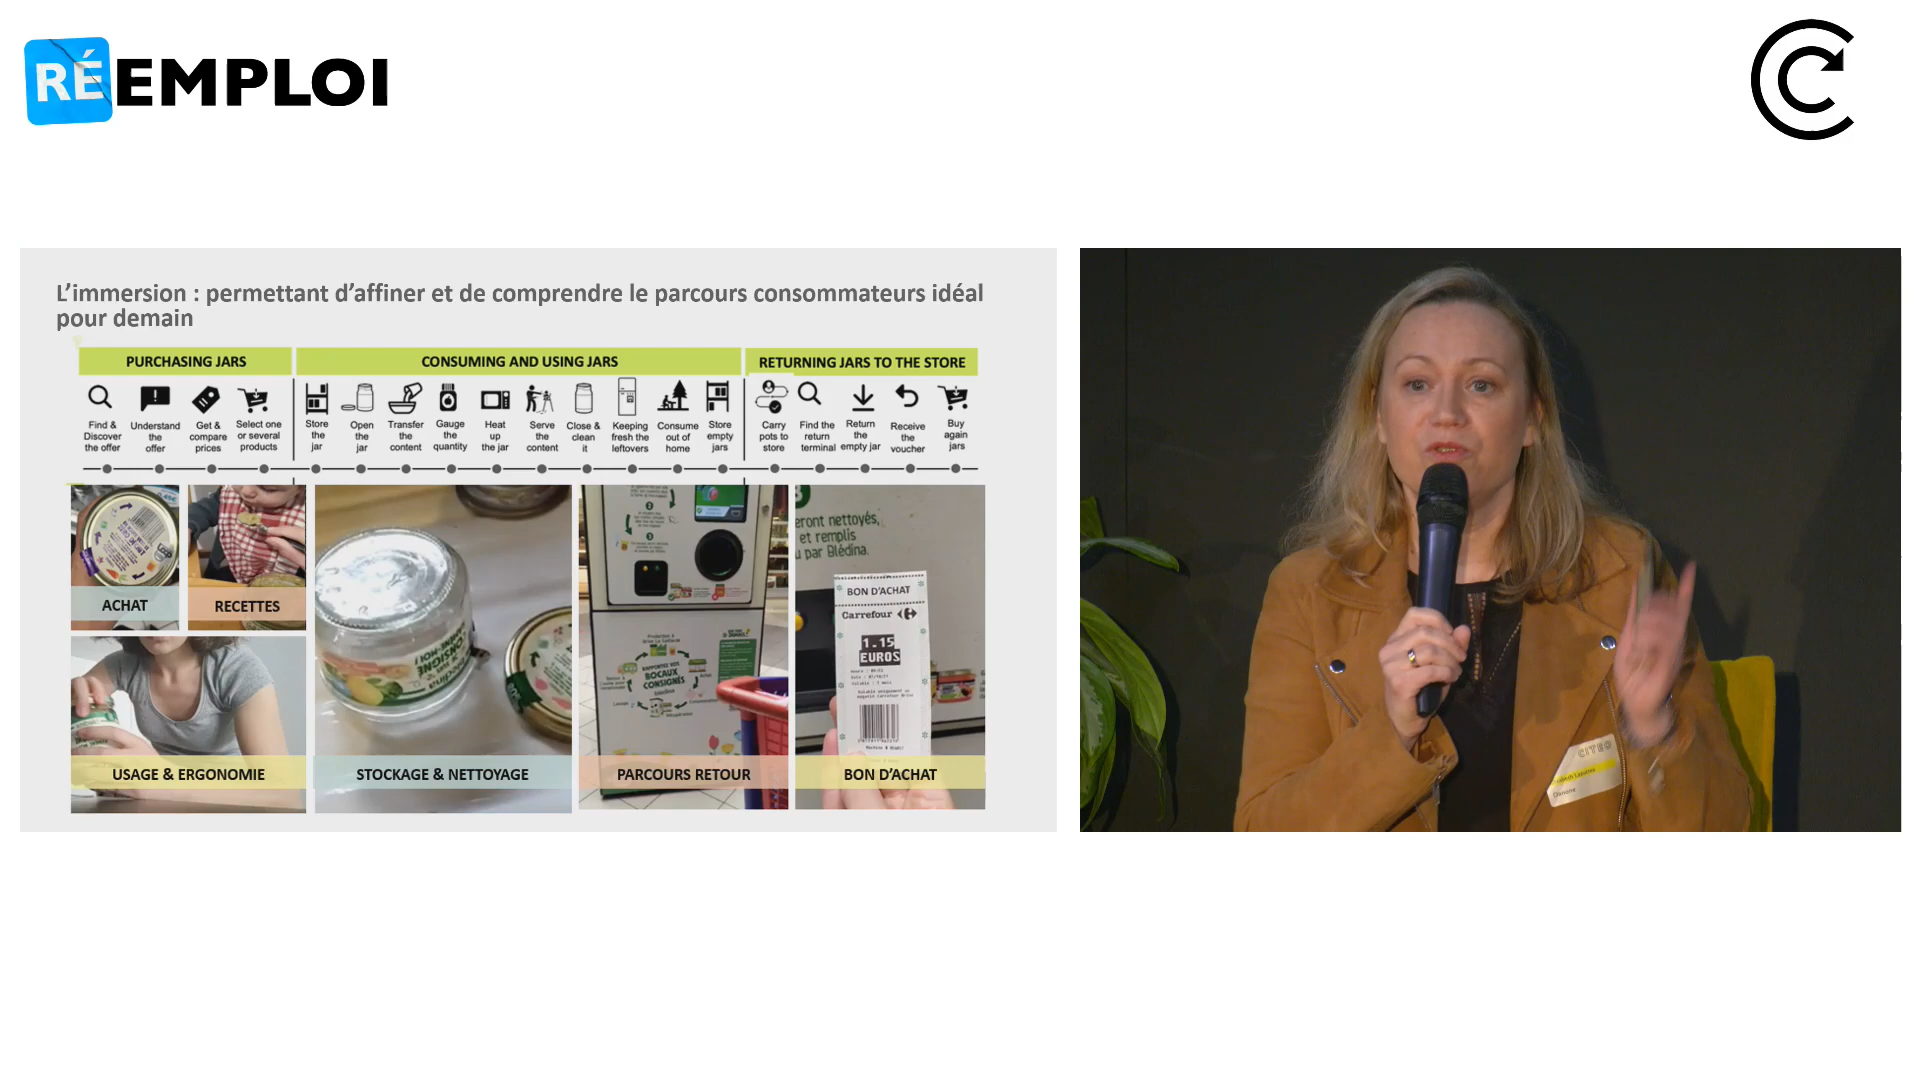 RÉEMPLOI
L'immersion : permettant d'affiner et de comprendre le parcours consommateurs idéal
pour demain
PURCHASING JARS
CONSUMING AND USING JARS
RETURNING JARS TO THE STORE
Find &
Discover
the offer
Understand
the
offer
Get &
compare
prices
Select one
or several
products
Store
the
jar
Open
the
jar
Transfer
the
content
Gauge
the
quantity
Heat
up
the jar
Serve
the
content
Close &
clean
it
Keeping
fresh the
leftovers
Consume
out of
home
Store
empty
jars
Carry
pots to
store
Find the
return
terminal
Return
the
empty jar
Receive
the
voucher
Buy
again
jars
ACHAT
RECETTES
USAGE & ERGONOMIE
CONSIGNE
STOCKAGE & NETTOYAGE
RAPPORTEZ VOS
BOCAUX
CONSIGNÉS
PARCOURS RETOUR
eront nettoyés,
et remplis
par Blédina.
BON D'ACHAT
Carrefour
1.15
EUROS
BON D'ACHAT
CITEO
Danone